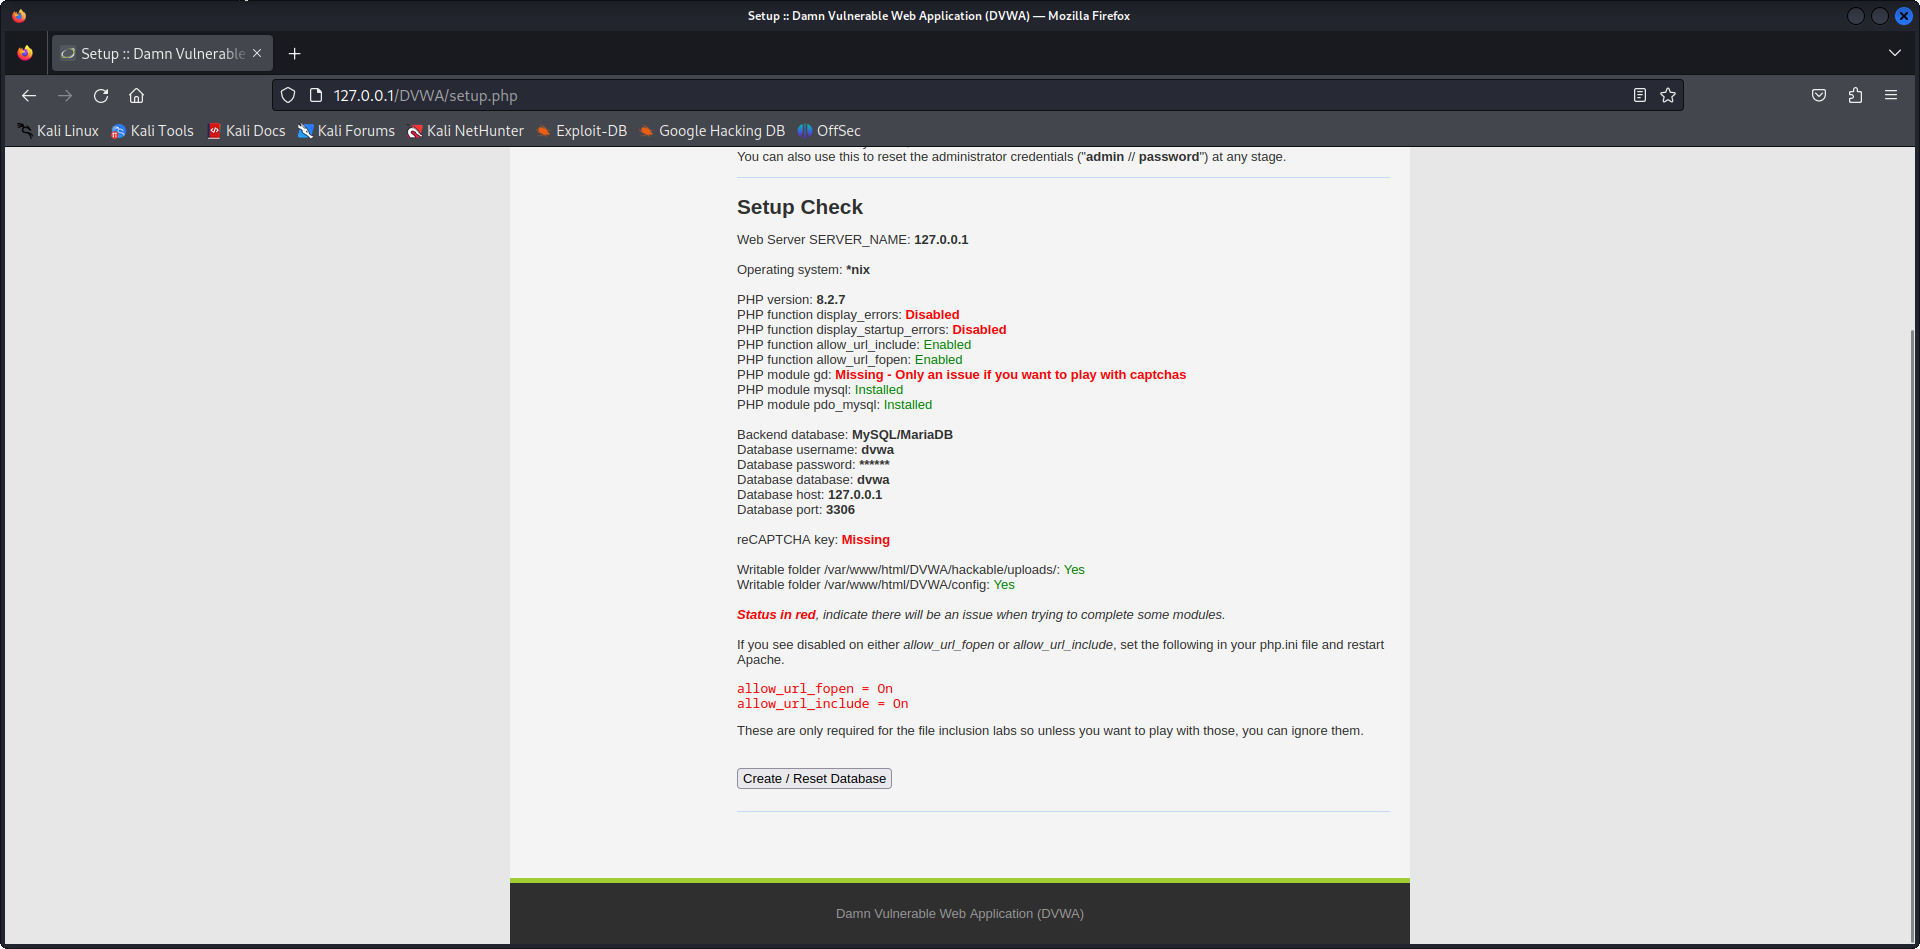 Setup :: Damn Vulnerable Web Application (DVWA) — Mozilla Firefox
Setup :: Damn Vulnerable
127.0.0.1/DVWA/setup.php
Kali Linux Kali Tools Kali Docs Kali Forums Kali NetHunter Exploit-DB Google Hacking DB OffSec
You can also use this to reset the administrator credentials ("admin // password") at any stage.
Setup Check
Web Server SERVER_NAME: 127.0.0.1
Operating system: *nix
PHP version: 8.2.7
PHP function display_errors: Disabled
PHP function display_startup_errors: Disabled
PHP function allow_url_include: Enabled
PHP function allow_url_fopen: Enabled
PHP module gd: Missing - Only an issue if you want to play with captchas
PHP module mysql: Installed
PHP module pdo_mysql: Installed
Backend database: MySQL/MariaDB
Database username: dvwa
Database password: ******
Database database: dvwa
Database host: 127.0.0.1
Database port: 3306
reCAPTCHA key: Missing
Writable folder /var/www/html/DVWA/hackable/uploads/: Yes
Writable folder /var/www/html/DVWA/config: Yes
Status in red, indicate there will be an issue when trying to complete some modules.
If you see disabled on either allow_url_fopen or allow_url_include, set the following in your php.ini file and restart
Apache.
allow_url_fopen = On
allow_url_include = On
These are only required for the file inclusion labs so unless you want to play with those, you can ignore them.
Create / Reset Database
Damn Vulnerable Web Application (DVWA)